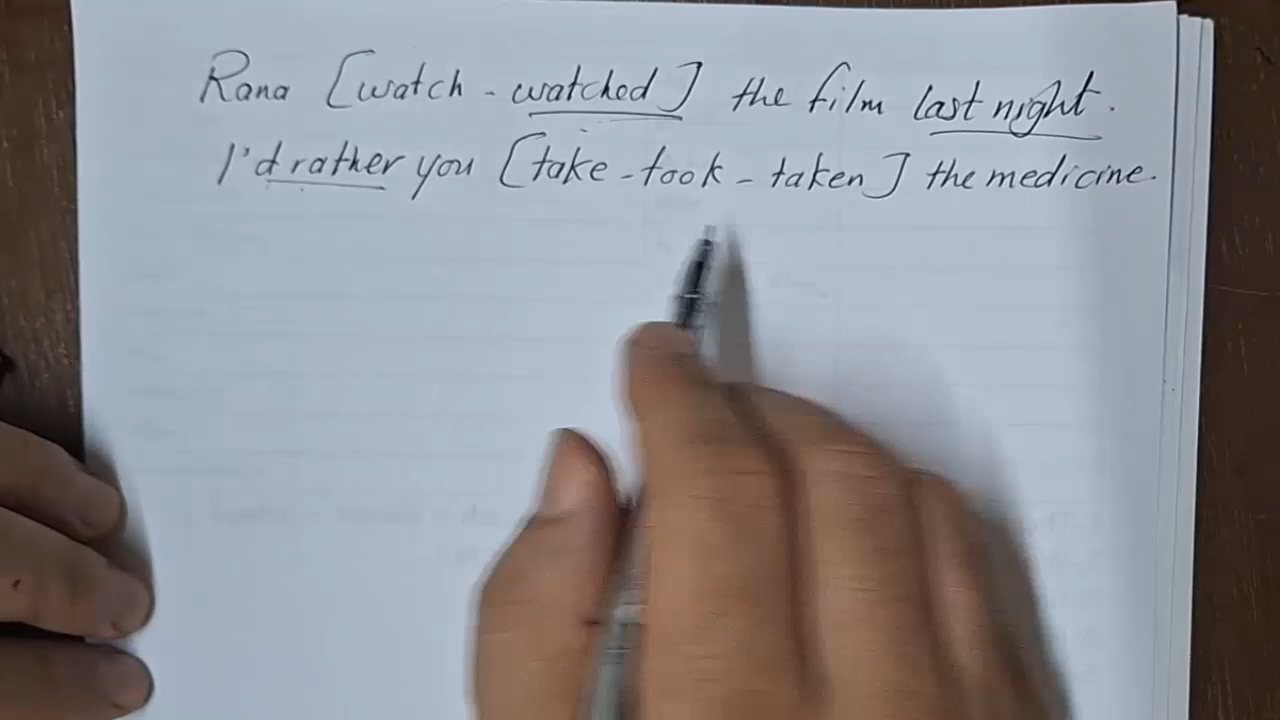 Rana [watch - watched] the film last night.
I'd rather you [take - took - taken] the medicine.